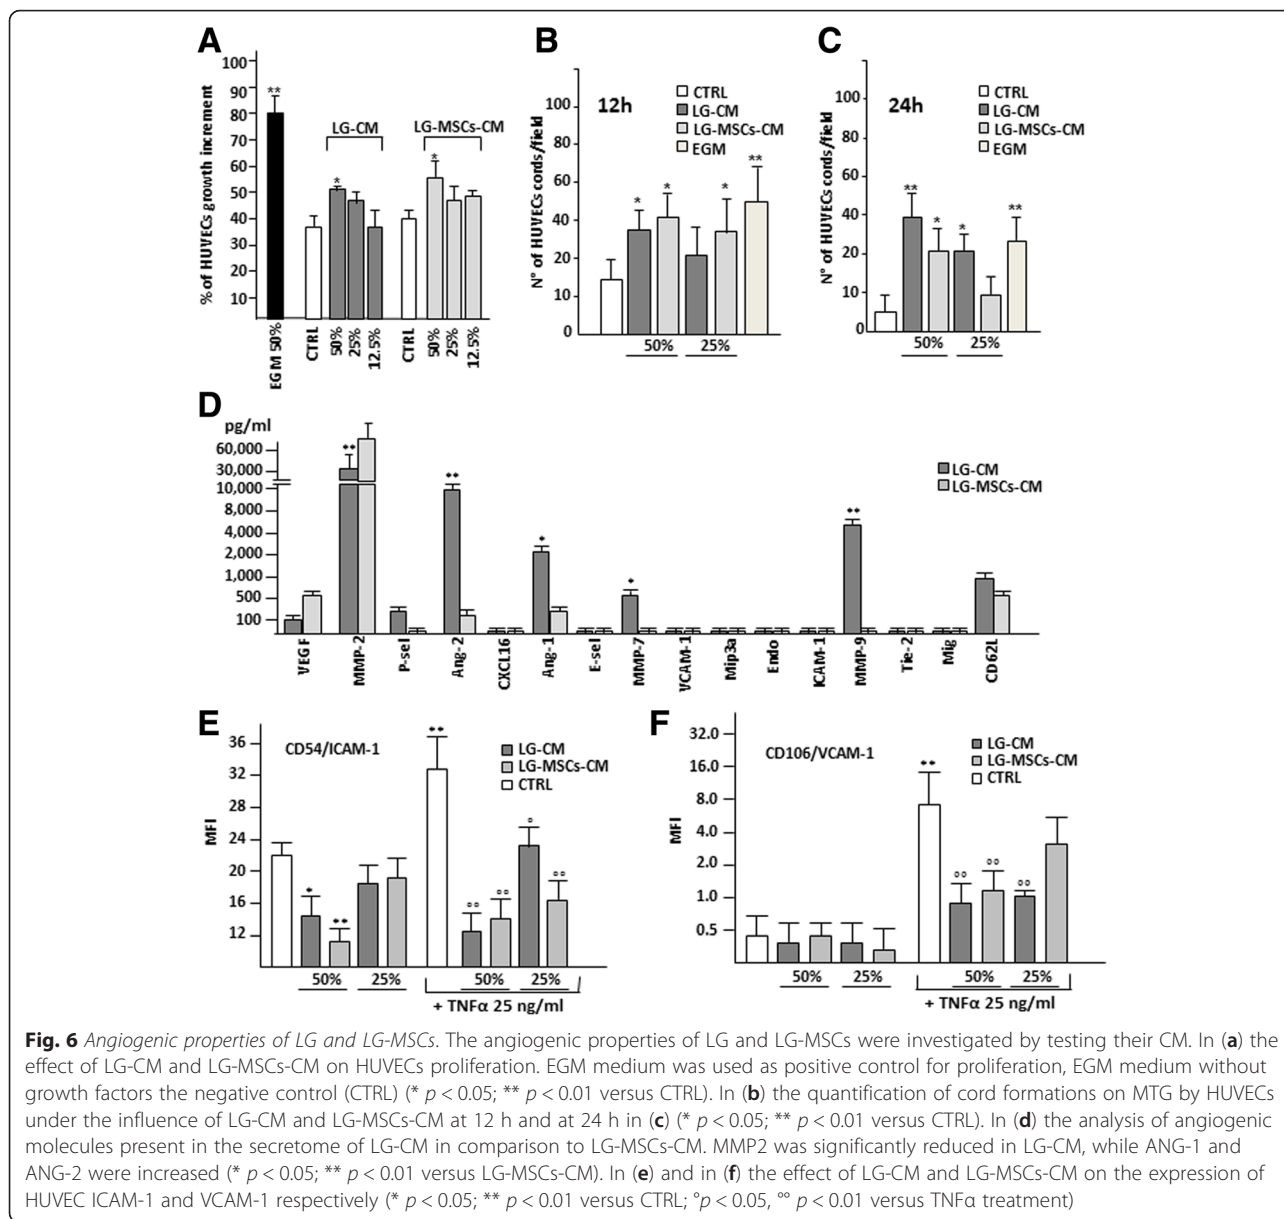 A
% of HUVECs growth increment
100
90
80
70
60
50
40
30
20
10
**
LG-CM
*
LG-MSCs-CM
*
EGM 50%
CTRL
50%
25%
12.5%
CTRL
50%
25%
12.5%
B
N° of HUVECs cords/field
12h
100
80
60
40
20
10
0
CTRL
LG-CM
LG-MSCs-CM
EGM
*
*
*
**
50%
25%
C
N° of HUVECs cords/field
24h
100
80
60
40
20
10
0
CTRL
LG-CM
LG-MSCs-CM
EGM
**
*
*
**
50%
25%
D
pg/ml
60,000
30,000
10,000
8,000
4,000
2,000
1,000
500
100
**
**
*
*
**
LG-CM
LG-MSCs-CM
VEGF
MMP-2
P-sel
Ang-2
CXCL16
Ang-1
E-sel
MMP-7
VCAM-1
Mip3a
Endo
ICAM-1
MMP-9
Tie-2
Mig
CD62L
E
MFI
36
32
28
24
20
16
12
CD54/ICAM-1
LG-CM
LG-MSCs-CM
CTRL
*
**
**
°°
°°
°
°°
50%
25%
50%
25%
+ TNFα 25 ng/ml
F
MFI
32.0
16.0
8.0
4.0
2.0
1.0
0.5
CD106/VCAM-1
LG-CM
LG-MSCs-CM
CTRL
**
°°
°°
°°
50%
25%
50%
25%
+ TNFα 25 ng/ml
Fig. 6 Angiogenic properties of LG and LG-MSCs. The angiogenic properties of LG and LG-MSCs were investigated by testing their CM. In (a) the
effect of LG-CM and LG-MSCs-CM on HUVECs proliferation. EGM medium was used as positive control for proliferation, EGM medium without
growth factors the negative control (CTRL) (* p < 0.05; ** p < 0.01 versus CTRL). In (b) the quantification of cord formations on MTG by HUVECs
under the influence of LG-CM and LG-MSCs-CM at 12 h and at 24 h in (c) (* p < 0.05; ** p < 0.01 versus CTRL). In (d) the analysis of angiogenic
molecules present in the secretome of LG-CM in comparison to LG-MSCs-CM. MMP2 was significantly reduced in LG-CM, while ANG-1 and
ANG-2 were increased (* p < 0.05; ** p < 0.01 versus LG-MSCs-CM). In (e) and in (f) the effect of LG-CM and LG-MSCs-CM on the expression of
HUVEC ICAM-1 and VCAM-1 respectively (* p < 0.05; ** p < 0.01 versus CTRL; °p < 0.05, °° p < 0.01 versus TNFα treatment)